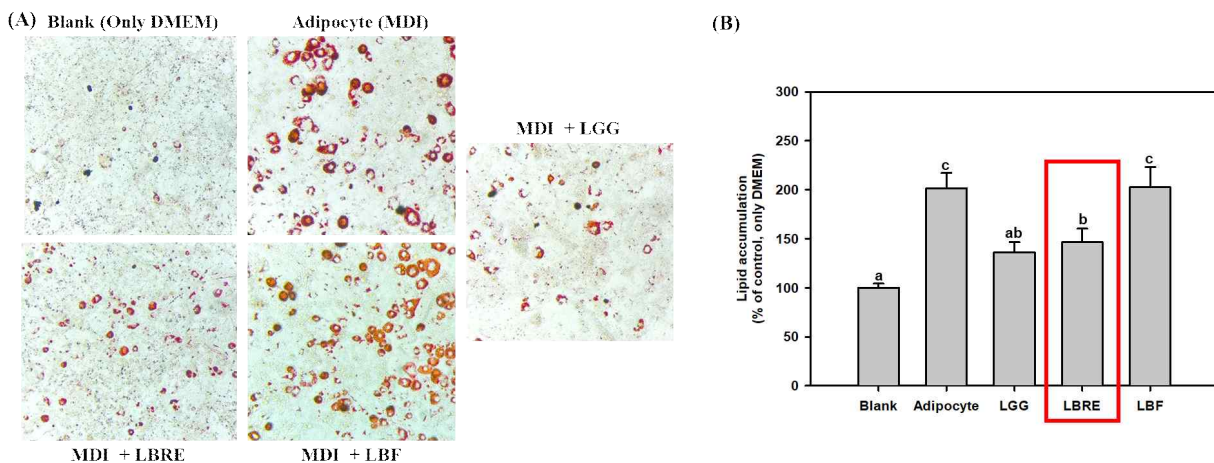 (A)
Blank (Only DMEM)
Adipocyte (MDI)
MDI + LGG
MDI + LBRE
MDI + LBF
(B)
Lipid accumulation
(% of control, only DMEM)
300
250
200
150
100
50
0
a
c
ab
b
c
Blank
Adipocyte
LGG
LBRE
LBF